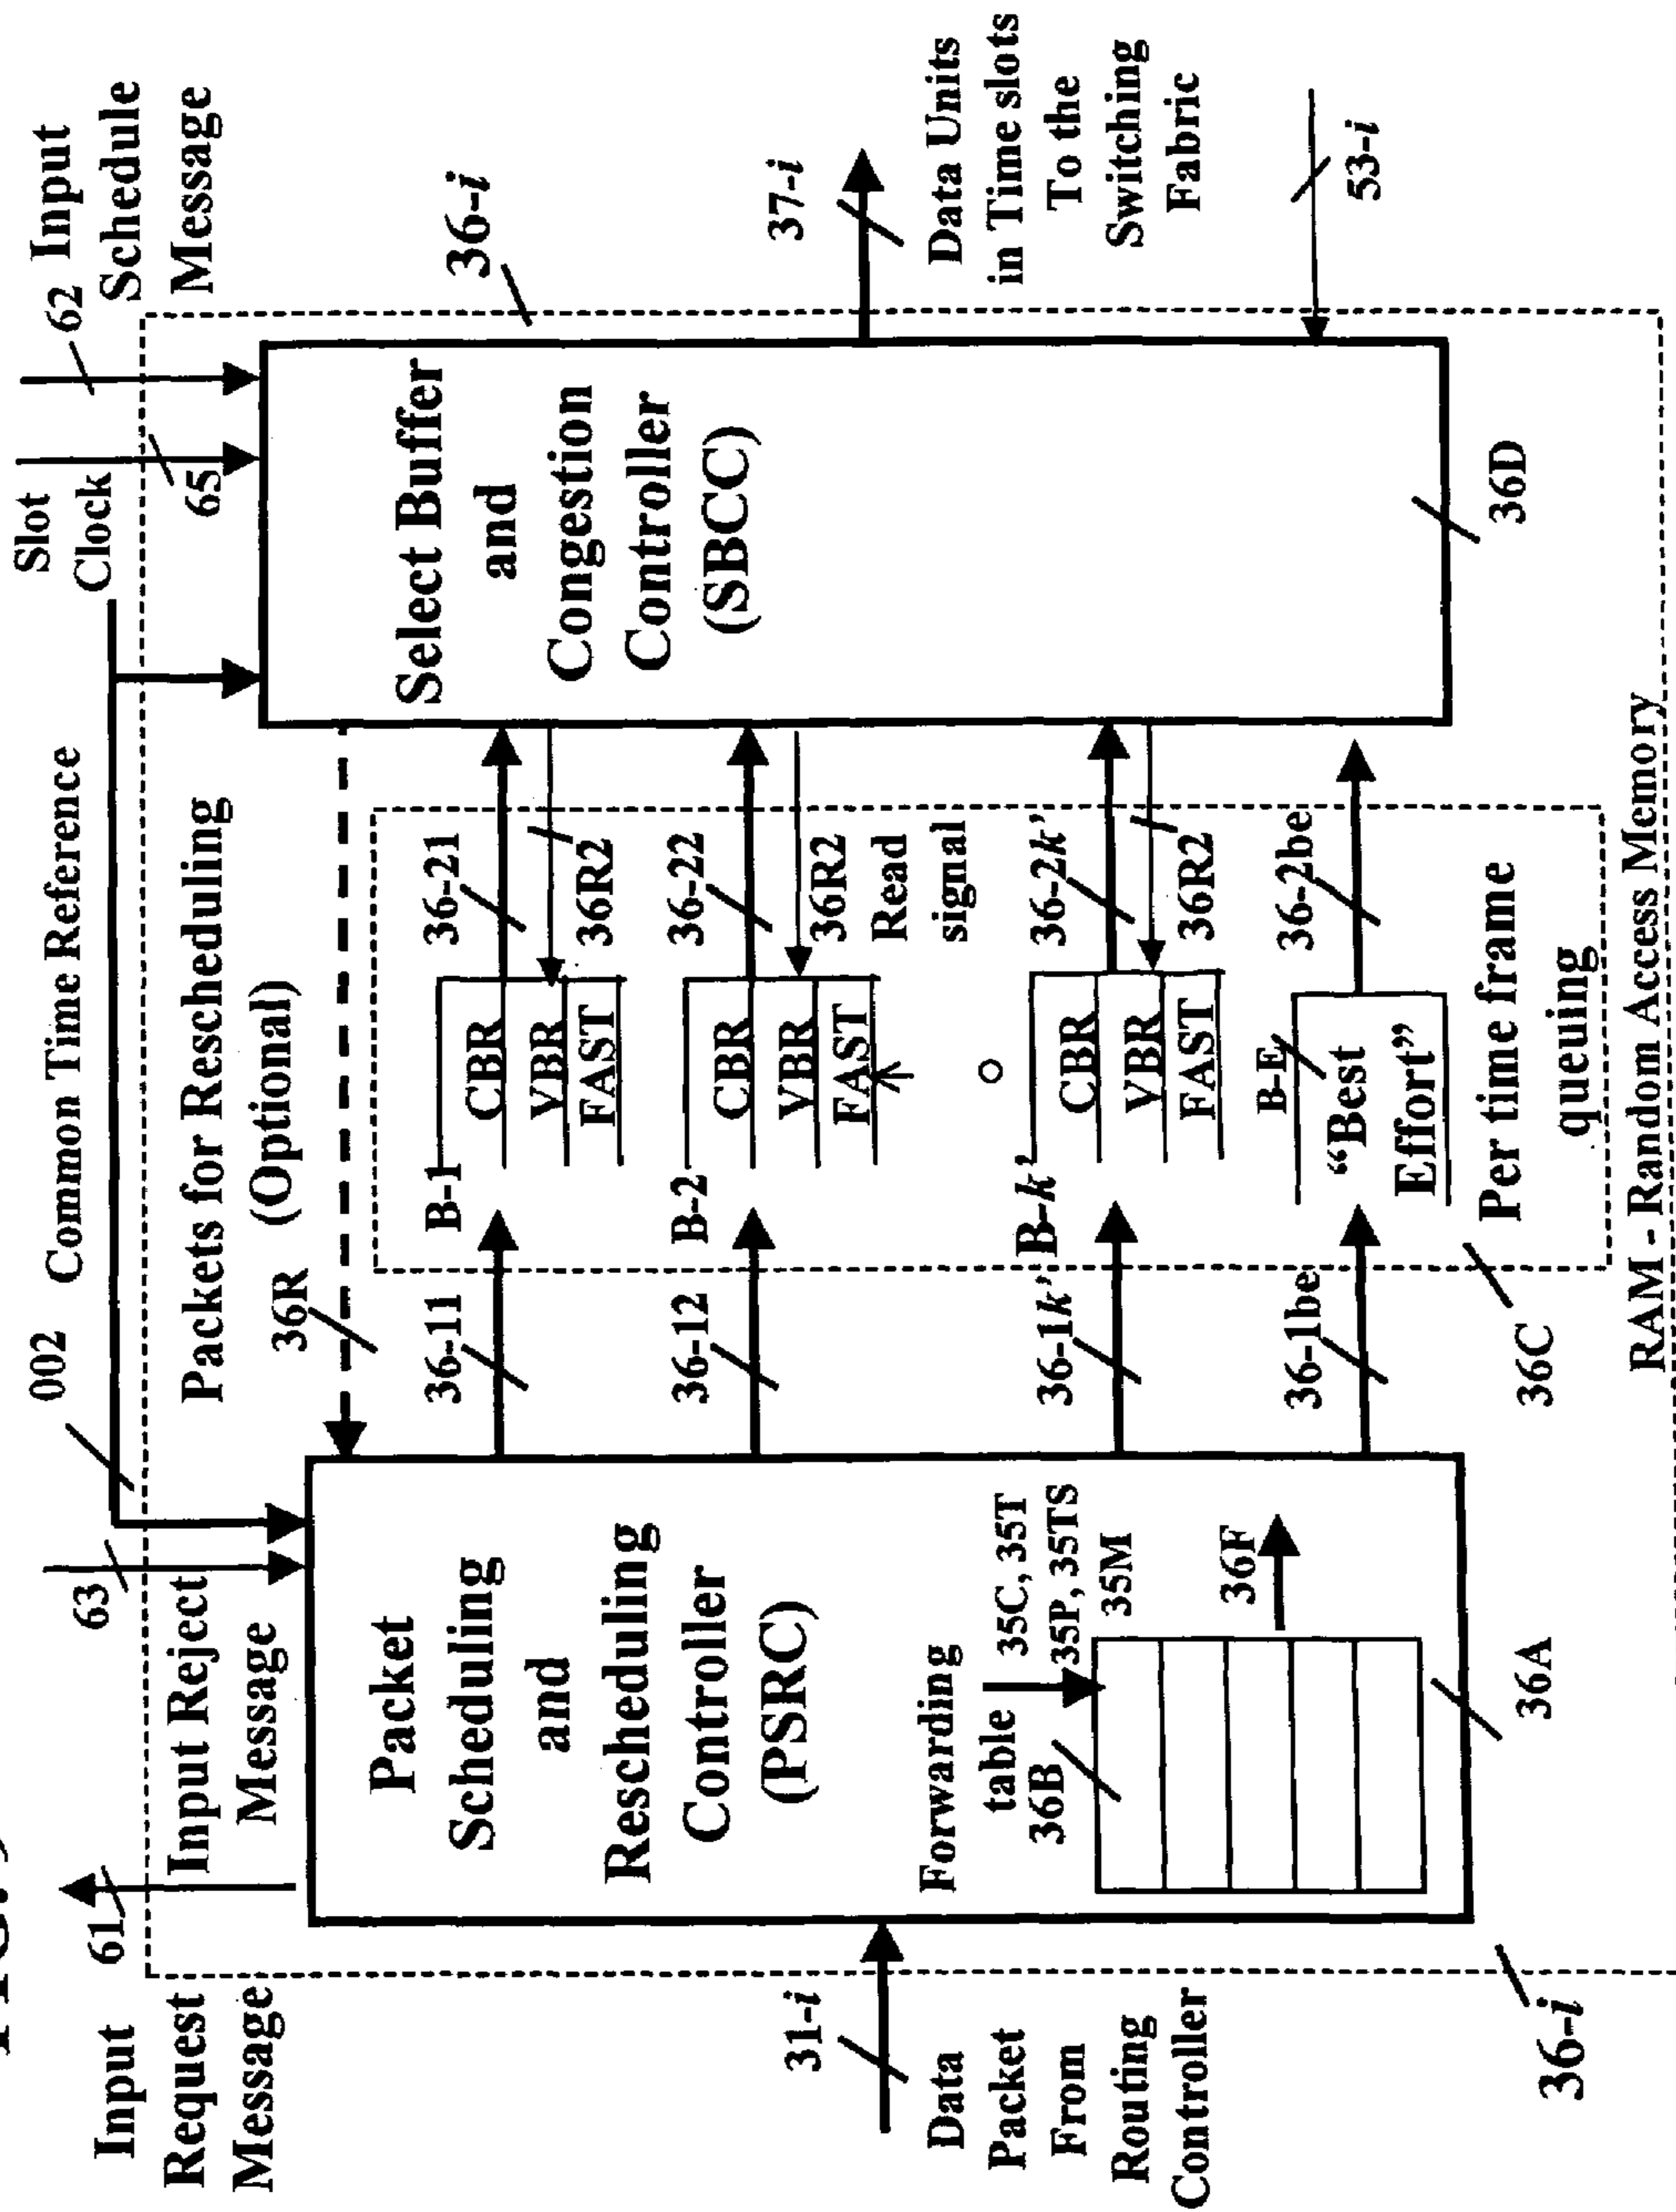 Input
Request
Message
61
Input Reject
Message
63
002
Common Time Reference
Slot
Clock
65
62
Input
Schedule
Message
Packets for Rescheduling
(Optional)
36R
36-i
Packet
Scheduling
and
Rescheduling
Controller
(PSRC)
Select Buffer
and
Congestion
Controller
(SBCC)
36-11
B-1
CBR
VBR
FAST
36-21
36R2
36-12
B-2
CBR
VBR
FAST
36-22
36R2
Read
signal
31-i
Data
Packet
From
Routing
Controller
37-i
Data Units
in Time slots
To the
Switching
Fabric
Forwarding
table
36B
35C, 35T
35P, 35TS
35M
36F
36-1k'
B-k'
CBR
VBR
FAST
36-2k'
36R2
36-1be
B-E
“Best
Effort”
36-2be
53-i
36A
36C
Per time frame
queuing
36D
36-i
RAM - Random Access Memory